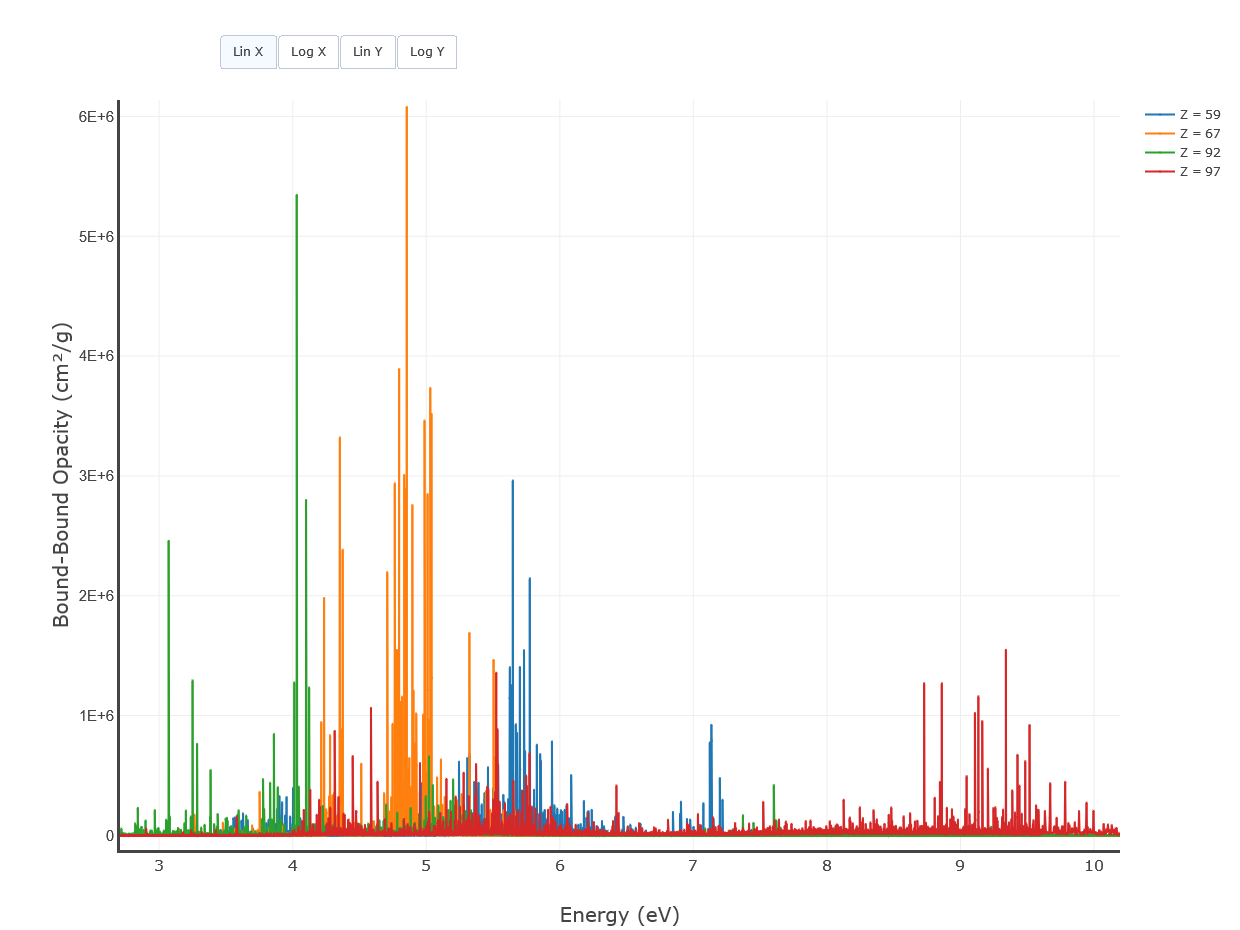 Lin X Log X Lin Y Log Y
Z = 59
Z = 67
Z = 92
Z = 97
6E+6
5E+6
4E+6
3E+6
2E+6
1E+6
0
Bound-Bound Opacity (cm²/g)
3 4 5 6 7 8 9 10
Energy (eV)